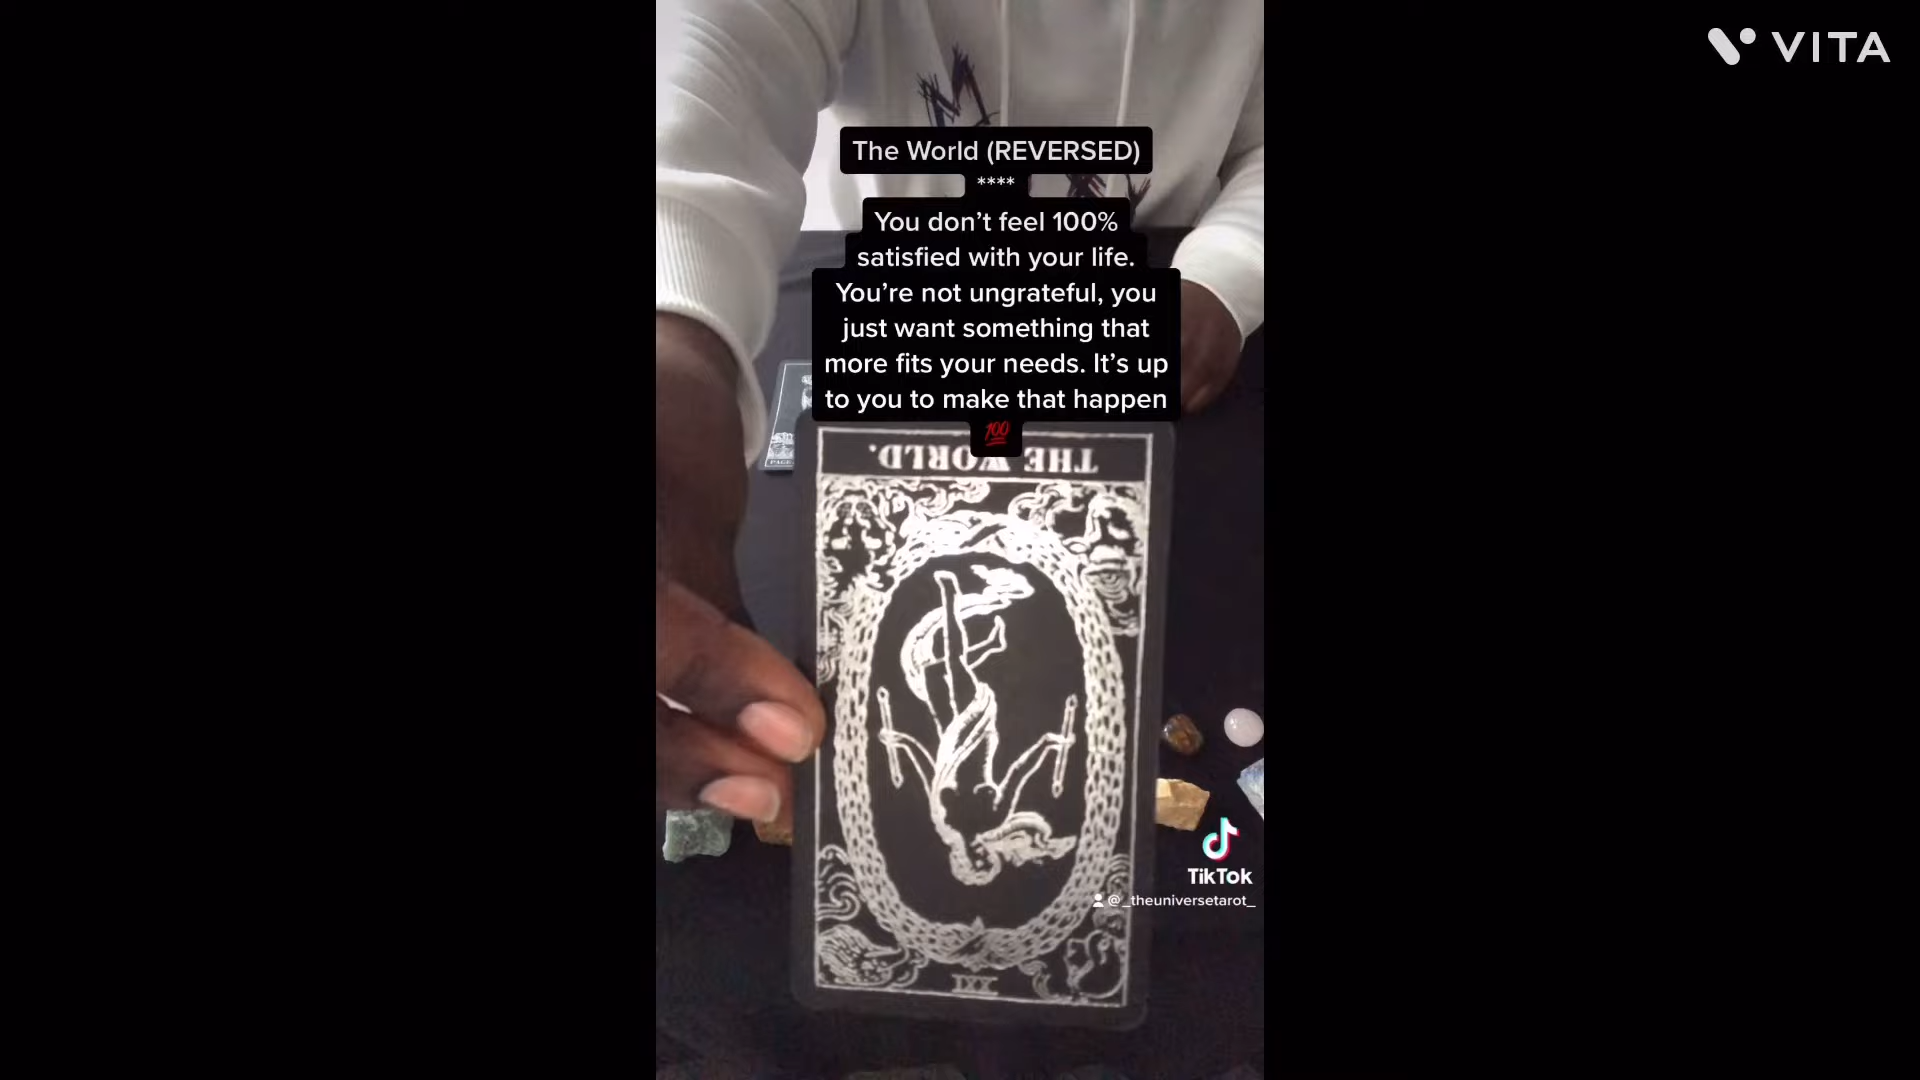 VITA
The World (REVERSED)
****
You don’t feel 100%
satisfied with your life.
You’re not ungrateful, you
just want something that
more fits your needs. It’s up
to you to make that happen
💯
THE WORLD.
PAGE
XXI
TikTok
@_theuniversetarot_